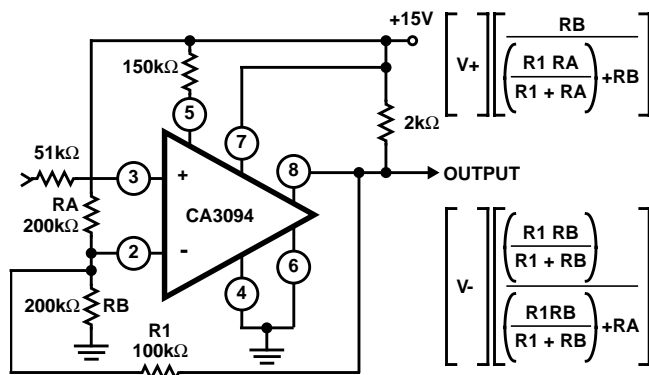 +15V
150kΩ
5
7
2kΩ
51kΩ
3
+
8
OUTPUT
RA
200kΩ
CA3094
2
-
6
4
200kΩ
RB
R1
100kΩ
[V+] [RB
((R1 RA
R1 + RA) +RB)]
[V-] [((R1 RB
R1 + RB))
((R1RB
R1 + RB) +RA)]